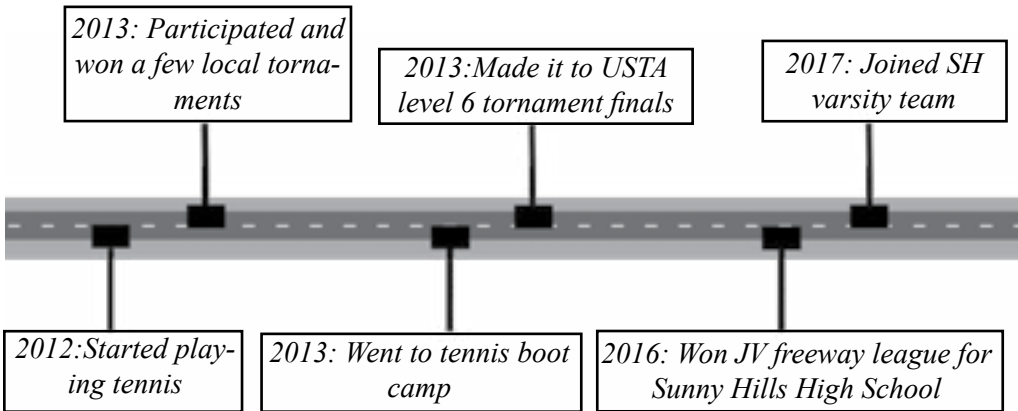 2013: Participated and
won a few local torna-
ments
2013:Made it to USTA
level 6 tornament finals
2017: Joined SH
varsity team
2012:Started play-
ing tennis
2013: Went to tennis boot
camp
2016: Won JV freeway league for
Sunny Hills High School